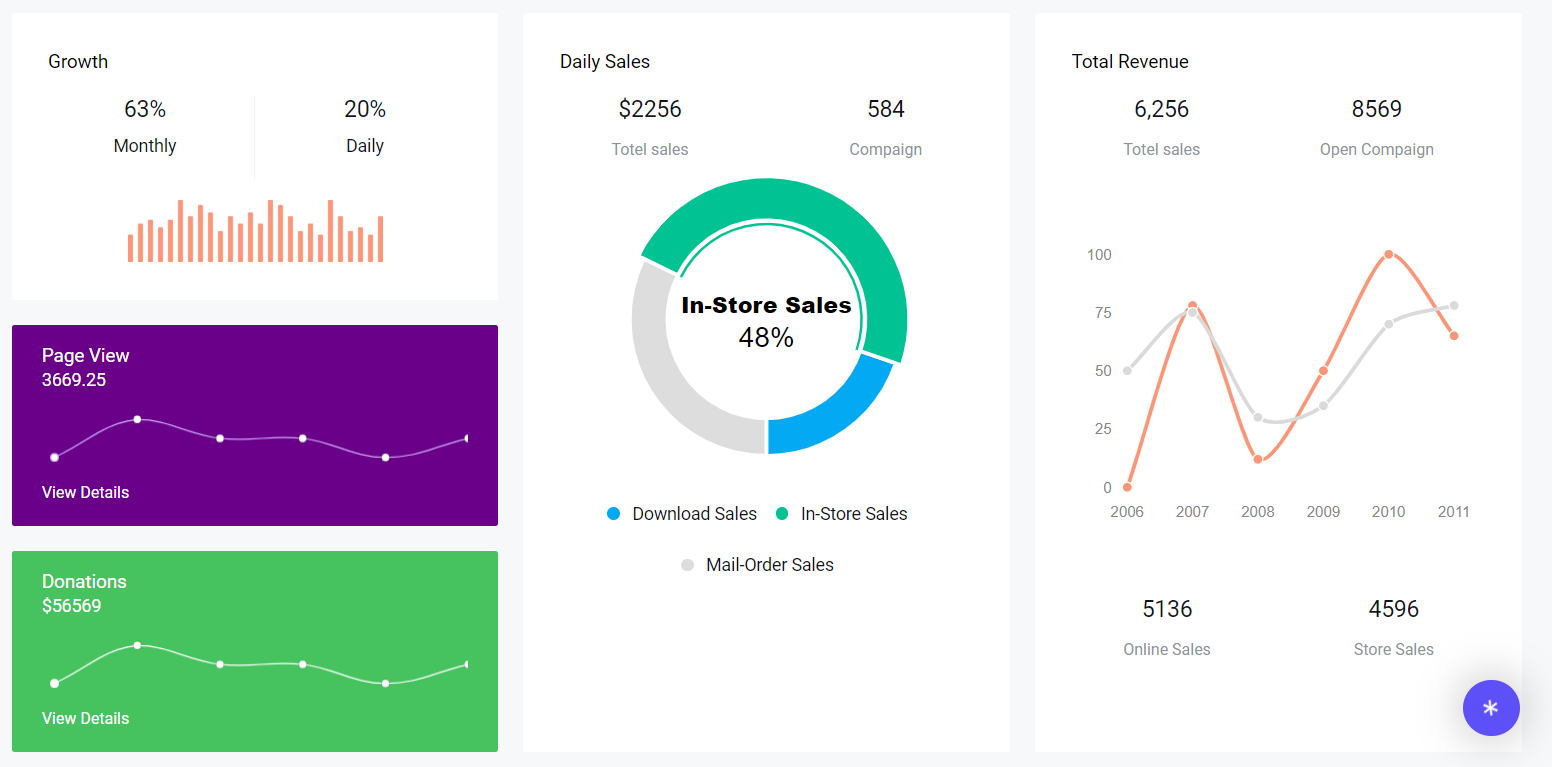 Growth
63%
20%
Monthly
Daily
Page View
3669.25
View Details
Donations
$56569
View Details
Daily Sales
$2256
584
Totel sales
Compaign
In-Store Sales
48%
Download Sales
In-Store Sales
Mail-Order Sales
Total Revenue
6,256
8569
Totel sales
Open Compaign
100
75
50
25
0
2006 2007 2008 2009 2010 2011
5136
4596
Online Sales
Store Sales